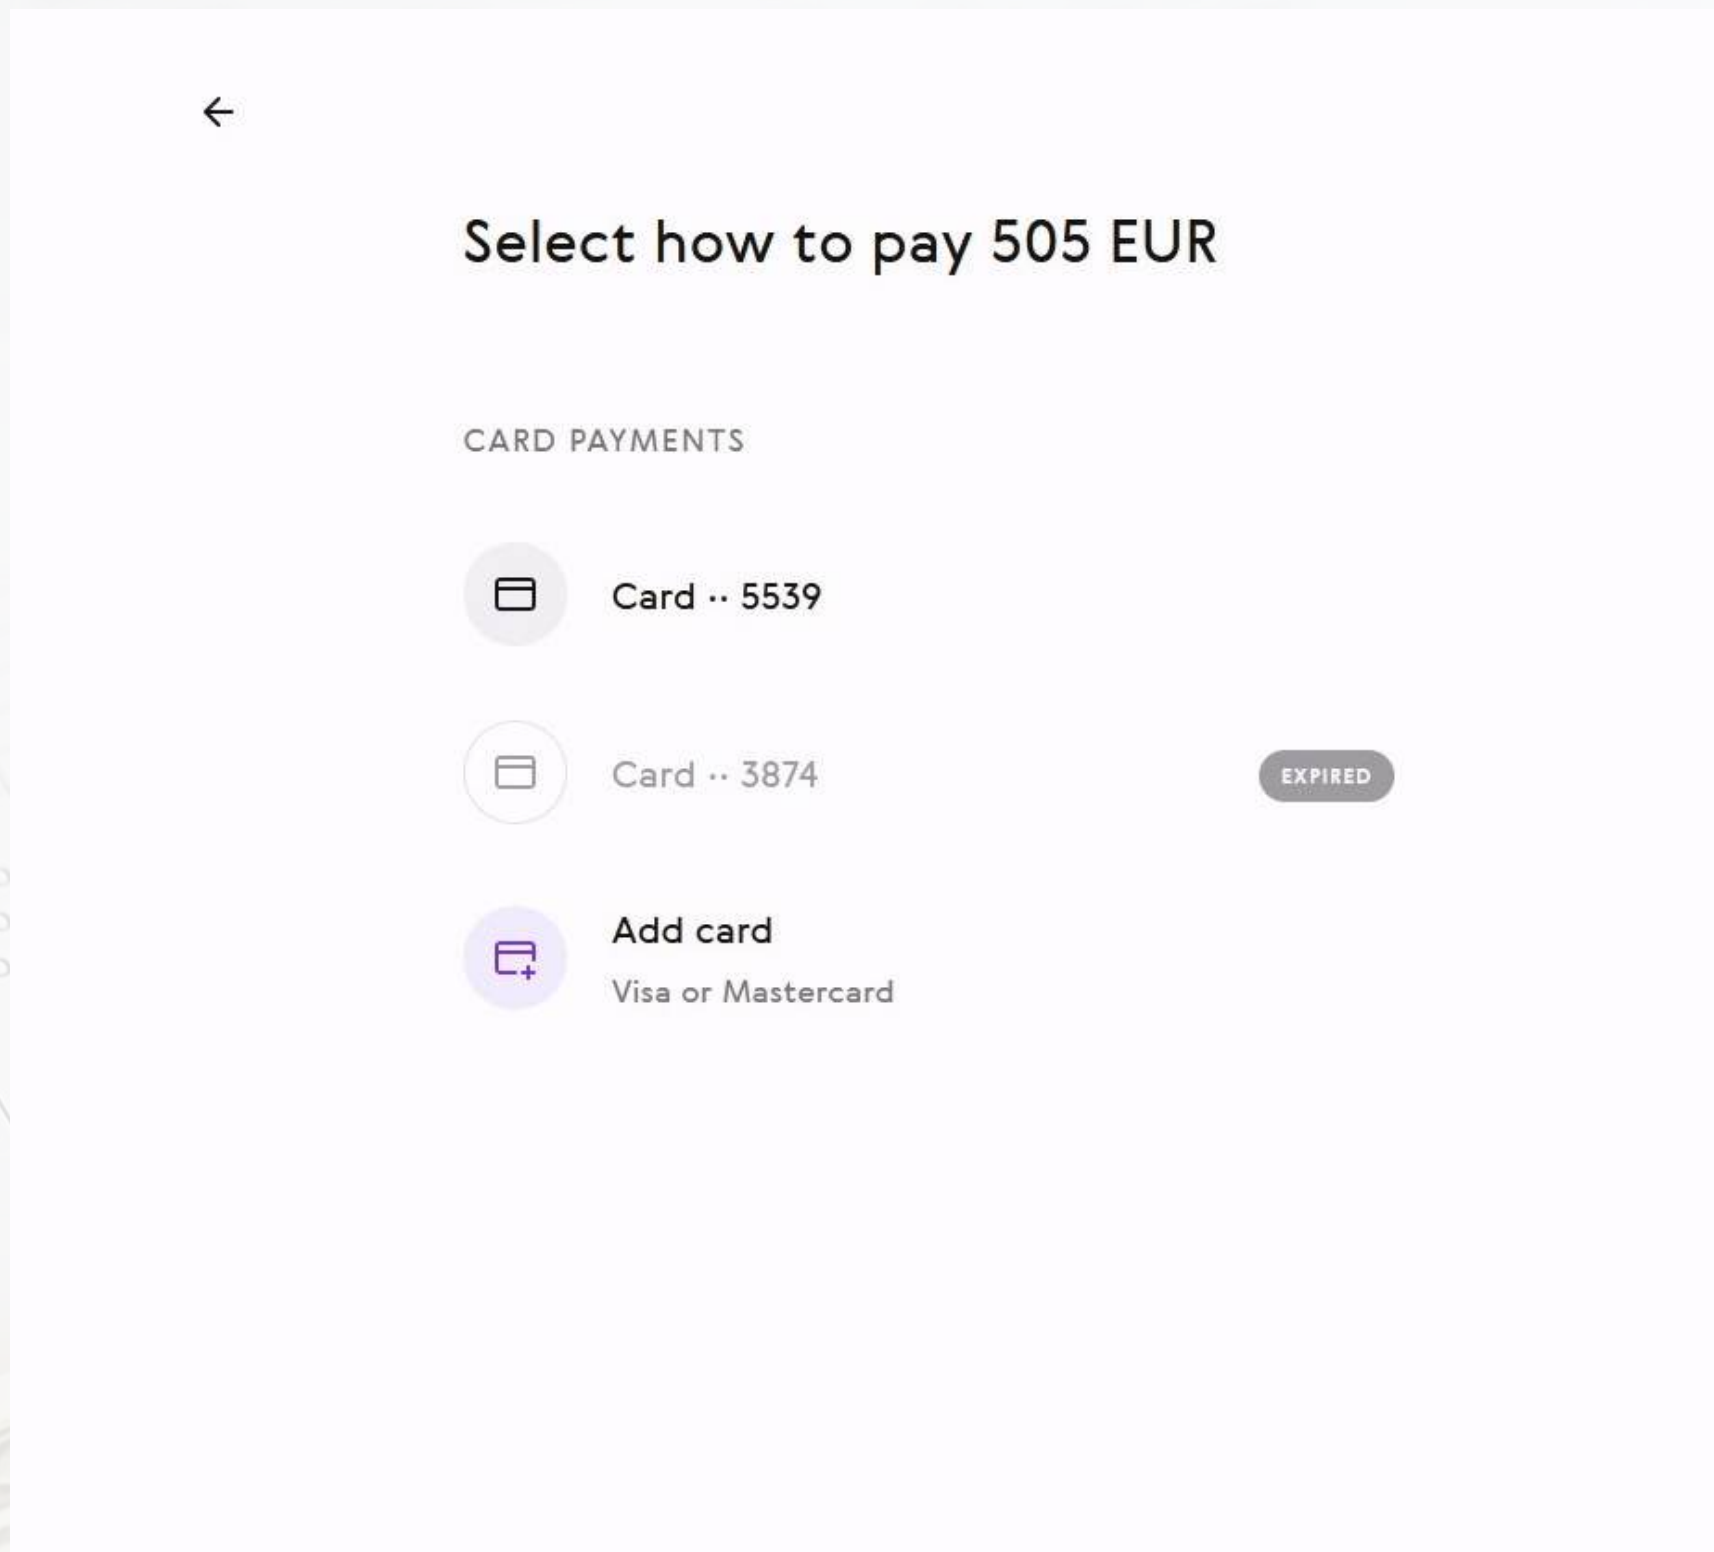 Select how to pay 505 EUR
CARD PAYMENTS
Card ·· 5539
Card ·· 3874
EXPIRED
Add card
Visa or Mastercard